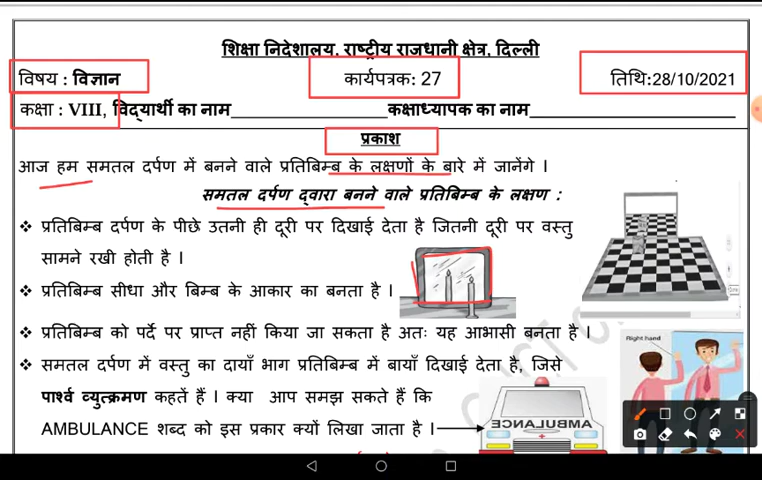 शिक्षा निदेशालय, राष्ट्रीय राजधानी क्षेत्र, दिल्ली
विषय : विज्ञान कार्यपत्रक: 27 तिथि:28/10/2021
कक्षा : VIII, विद्यार्थी का नाम__________________कक्षाध्यापक का नाम________________________
प्रकाश
आज हम समतल दर्पण में बनने वाले प्रतिबिम्ब के लक्षणों के बारे में जानेंगे ।
समतल दर्पण द्वारा बनने वाले प्रतिबिम्ब के लक्षण :
❖ प्रतिबिम्ब दर्पण के पीछे उतनी ही दूरी पर दिखाई देता है जितनी दूरी पर वस्तु
सामने रखी होती है ।
❖ प्रतिबिम्ब सीधा और बिम्ब के आकार का बनता है ।
❖ प्रतिबिम्ब को पर्दे पर प्राप्त नहीं किया जा सकता है अतः यह आभासी बनता है ।
❖ समतल दर्पण में वस्तु का दायाँ भाग प्रतिबिम्ब में बायाँ दिखाई देता है, जिसे
पार्श्व व्युत्क्रमण कहतें हैं । क्या आप समझ सकते हैं कि
AMBULANCE शब्द को इस प्रकार क्यों लिखा जाता है ।
Right hand
AMBULANCE